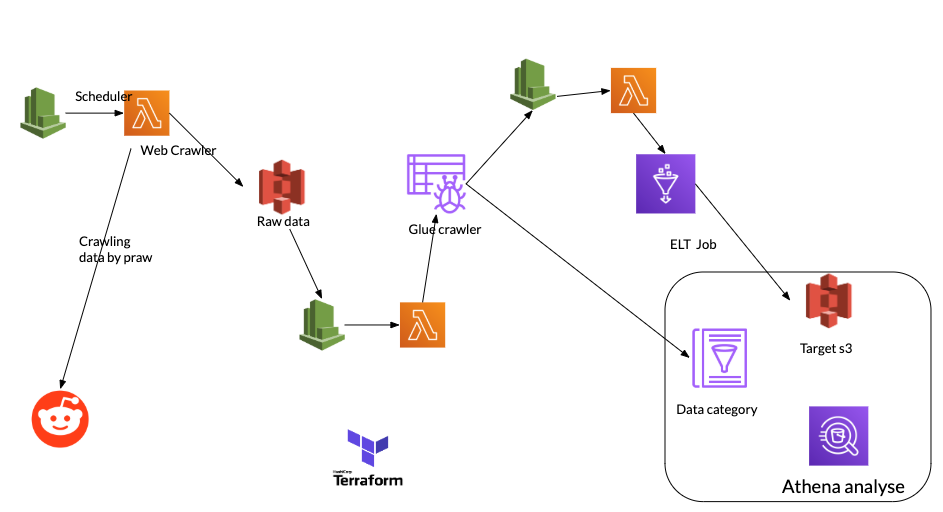 Scheduler
Web Crawler
Raw data
Crawling
data by praw
Glue crawler
ELT Job
Target s3
Data category
Athena analyse
HashiCorp
Terraform